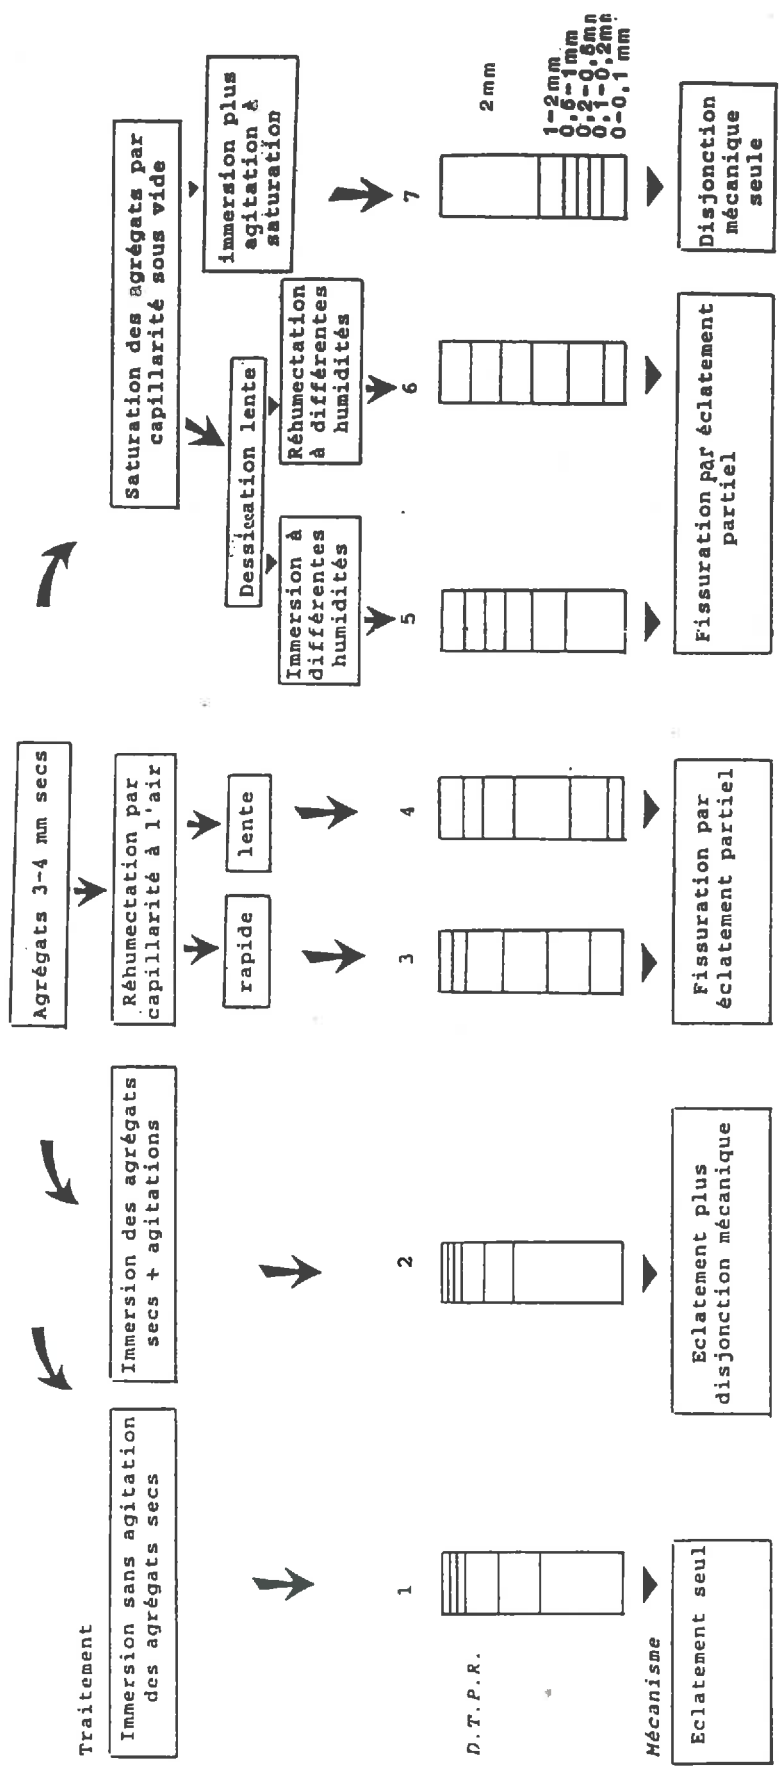 Agrégats 3-4 mm secs
Traitement
Immersion sans agitation
des agrégats secs
Immersion des agrégats
secs + agitations
Réhumectation par
capillarité à l'air
Saturation des agrégats par
capillarité sous vide
rapide
lente
Dessication lente
immersion plus
agitation à
saturation
Immersion à
différentes
humidités
Réhumectation
à différentes
humidités
1
2
3
4
5
6
7
D.T.P.R.
2mm
1-2mm
0,5-1mm
0,2-0,5mm
0,1-0,2mm
0-0,1 mm
Mécanisme
Eclatement seul
Eclatement plus
disjonction mécanique
Fissuration par
éclatement partiel
Fissuration par éclatement
partiel
Disjonction
mécanique
seule